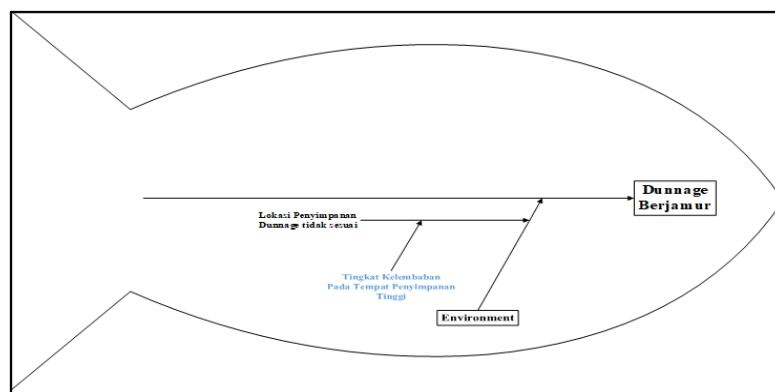 Dunnage
Berjamur
Lokasi Penyimpanan
Dunnage tidak sesuai
Tingkat Kelembaban
Pada Tempat Penyimpanan
Tinggi
Environment